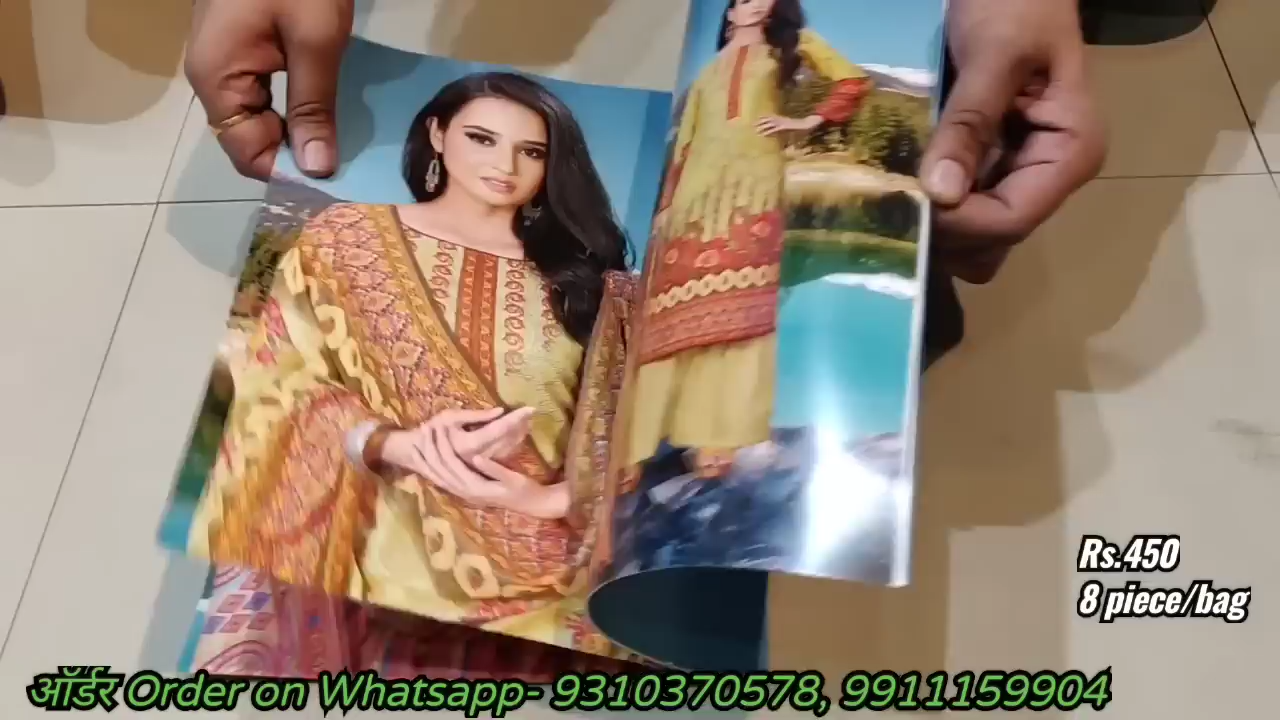 Rs.450
8 piece/bag
ऑर्डर Order on Whatsapp- 9310370578, 9911159904